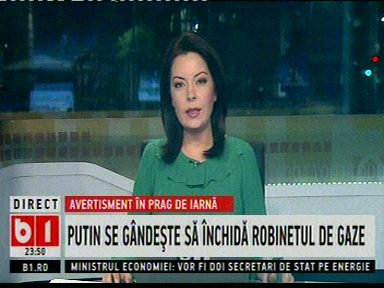 DIRECT
AVERTISMENT ÎN PRAG DE IARNĂ
b1
PUTIN SE GÂNDEŞTE SĂ ÎNCHIDĂ ROBINETUL DE GAZE
23:50
B1.RO
MINISTRUL ECONOMIEI: VOR FI DOI SECRETARI DE STAT PE ENERGIE